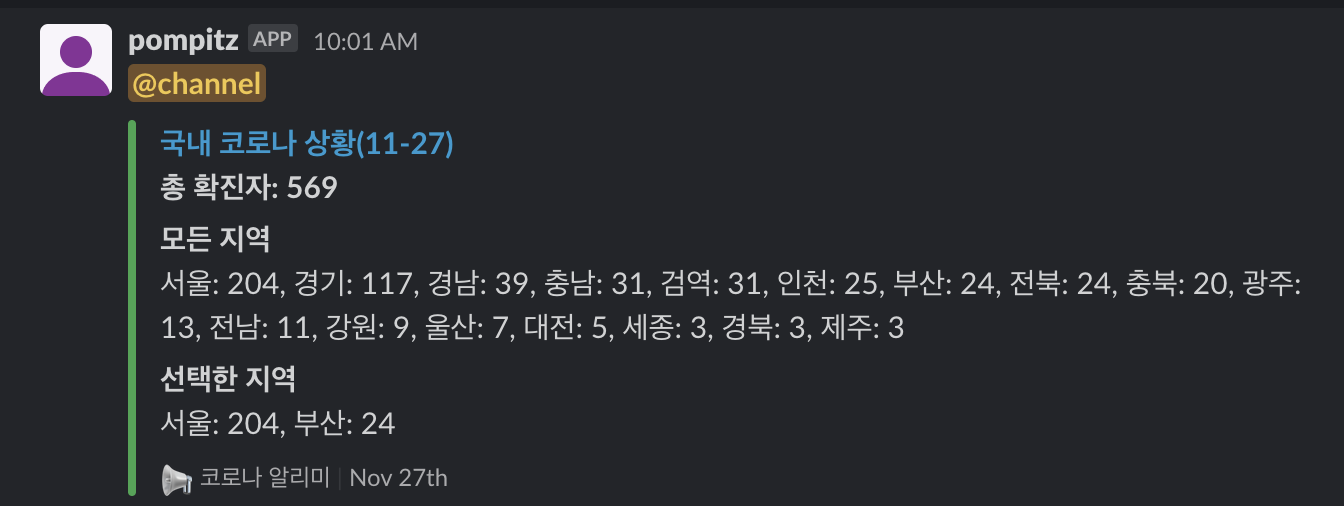 pompitz APP 10:01 AM
@channel
국내 코로나 상황(11-27)
총 확진자: 569
모든 지역
서울: 204, 경기: 117, 경남: 39, 충남: 31, 검역: 31, 인천: 25, 부산: 24, 전북: 24, 충북: 20, 광주:
13, 전남: 11, 강원: 9, 울산: 7, 대전: 5, 세종: 3, 경북: 3, 제주: 3
선택한 지역
서울: 204, 부산: 24
코로나 알리미 | Nov 27th